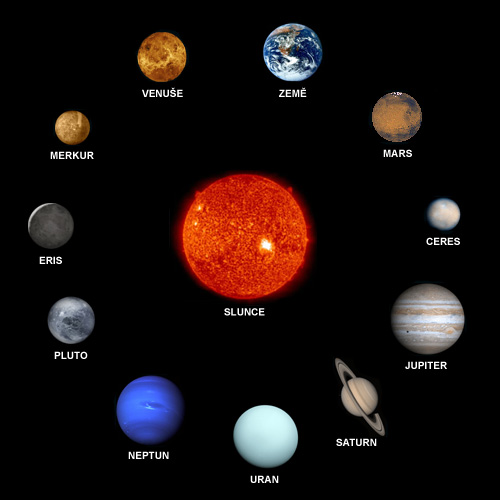 VENUŠE
ZEMĚ
MERKUR
MARS
ERIS
CERES
SLUNCE
PLUTO
JUPITER
SATURN
NEPTUN
URAN